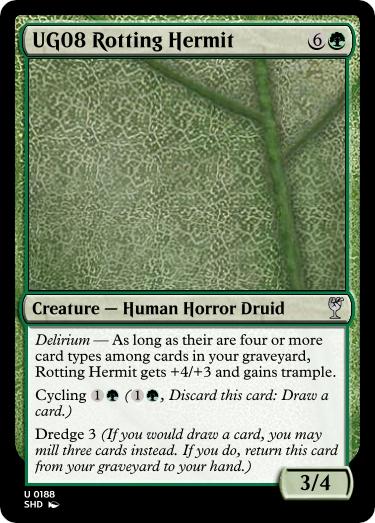 UG08 Rotting Hermit 6
Creature — Human Horror Druid
Delirium — As long as their are four or more
card types among cards in your graveyard,
Rotting Hermit gets +4/+3 and gains trample.
Cycling 1 (1, Discard this card: Draw a
card.)
Dredge 3 (If you would draw a card, you may
mill three cards instead. If you do, return this
card from your graveyard to your hand.)
3/4
U 0188
SHD